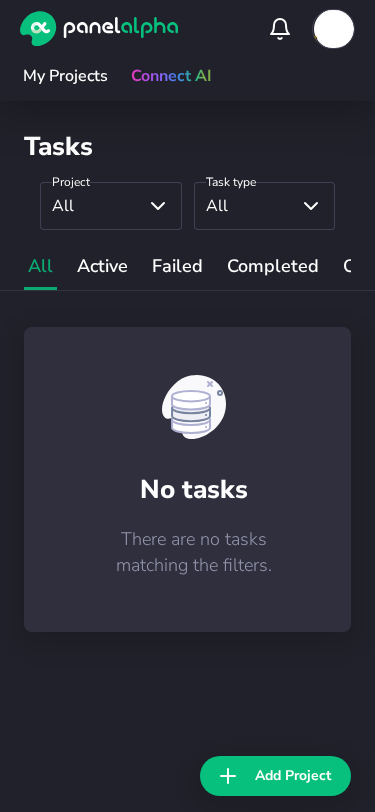 panelalpha
My Projects Connect AI
Tasks
Project Task type
All All
All Active Failed Completed
No tasks
There are no tasks
matching the filters.
Add Project